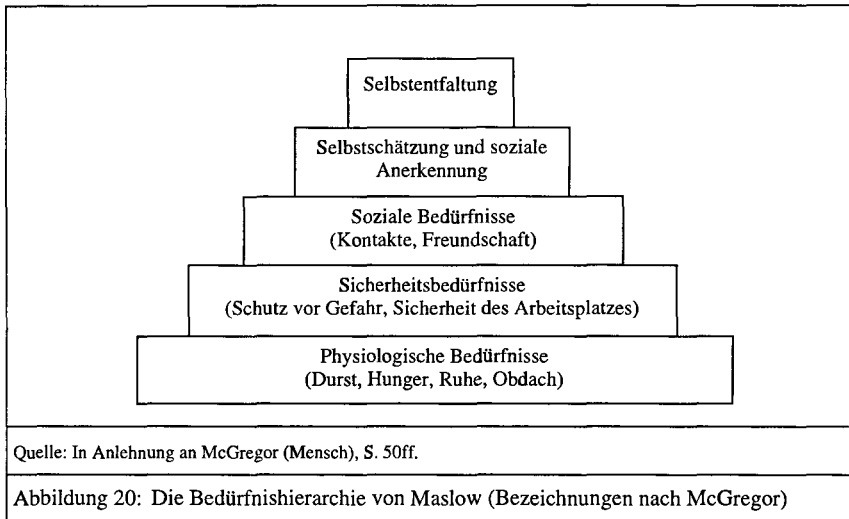 Selbstentfaltung
Selbstschätzung und soziale
Anerkennung
Soziale Bedürfnisse
(Kontakte, Freundschaft)
Sicherheitsbedürfnisse
(Schutz vor Gefahr, Sicherheit des Arbeitsplatzes)
Physiologische Bedürfnisse
(Durst, Hunger, Ruhe, Obdach)
Quelle: In Anlehnung an McGregor (Mensch), S. 50ff.
Abbildung 20: Die Bedürfnishierarchie von Maslow (Bezeichnungen nach McGregor)